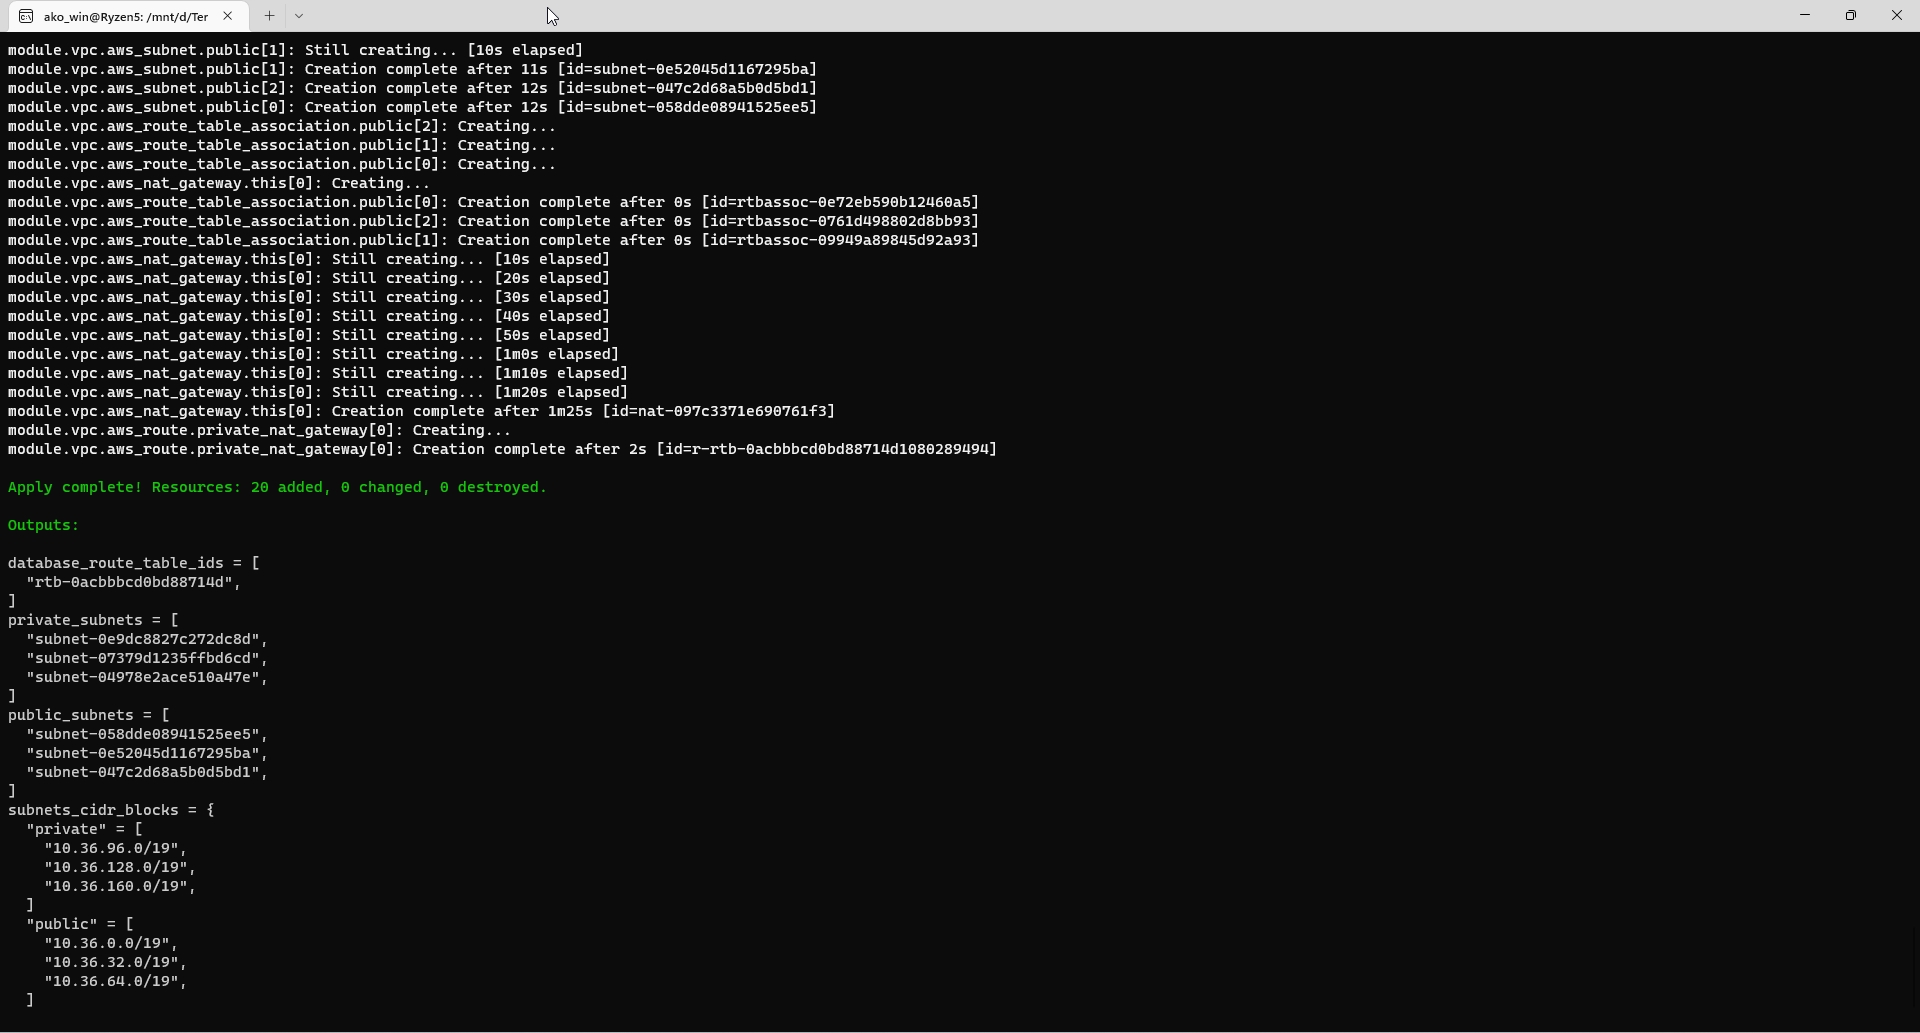 ako_win@Ryzen5: /mnt/d/Ter
module.vpc.aws_subnet.public[1]: Still creating... [10s elapsed]
module.vpc.aws_subnet.public[1]: Creation complete after 11s [id=subnet-0e52045d1167295ba]
module.vpc.aws_subnet.public[2]: Creation complete after 12s [id=subnet-047c2d68a5b0d5bd1]
module.vpc.aws_subnet.public[0]: Creation complete after 12s [id=subnet-058dde08941525ee5]
module.vpc.aws_route_table_association.public[2]: Creating...
module.vpc.aws_route_table_association.public[1]: Creating...
module.vpc.aws_route_table_association.public[0]: Creating...
module.vpc.aws_nat_gateway.this[0]: Creating...
module.vpc.aws_route_table_association.public[0]: Creation complete after 0s [id=rtbassoc-0e72eb590b12460a5]
module.vpc.aws_route_table_association.public[2]: Creation complete after 0s [id=rtbassoc-0761d498802d8bb93]
module.vpc.aws_route_table_association.public[1]: Creation complete after 0s [id=rtbassoc-09949a89845d92a93]
module.vpc.aws_nat_gateway.this[0]: Still creating... [10s elapsed]
module.vpc.aws_nat_gateway.this[0]: Still creating... [20s elapsed]
module.vpc.aws_nat_gateway.this[0]: Still creating... [30s elapsed]
module.vpc.aws_nat_gateway.this[0]: Still creating... [40s elapsed]
module.vpc.aws_nat_gateway.this[0]: Still creating... [50s elapsed]
module.vpc.aws_nat_gateway.this[0]: Still creating... [1m0s elapsed]
module.vpc.aws_nat_gateway.this[0]: Still creating... [1m10s elapsed]
module.vpc.aws_nat_gateway.this[0]: Still creating... [1m20s elapsed]
module.vpc.aws_nat_gateway.this[0]: Creation complete after 1m25s [id=nat-097c3371e690761f3]
module.vpc.aws_route.private_nat_gateway[0]: Creating...
module.vpc.aws_route.private_nat_gateway[0]: Creation complete after 2s [id=r-rtb-0acbbbcd0bd88714d1080289494]
Apply complete! Resources: 20 added, 0 changed, 0 destroyed.
Outputs:
database_route_table_ids = [
  "rtb-0acbbbcd0bd88714d",
]
private_subnets = [
  "subnet-0e9dc8827c272dc8d",
  "subnet-07379d1235ffbd6cd",
  "subnet-04978e2ace510a47e",
]
public_subnets = [
  "subnet-058dde08941525ee5",
  "subnet-0e52045d1167295ba",
  "subnet-047c2d68a5b0d5bd1",
]
subnets_cidr_blocks = {
  "private" = [
    "10.36.96.0/19",
    "10.36.128.0/19",
    "10.36.160.0/19",
  ]
  "public" = [
    "10.36.0.0/19",
    "10.36.32.0/19",
    "10.36.64.0/19",
  ]